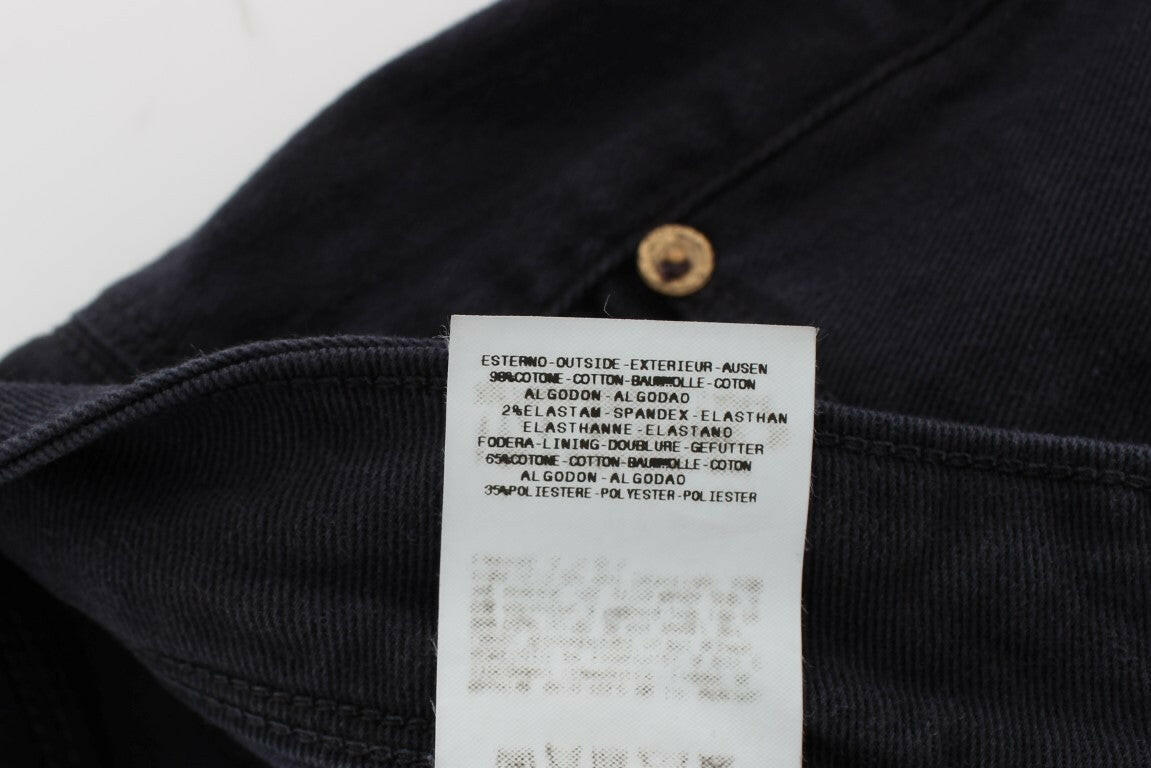 ESTERNO-OUTSIDE-EXTERIEUR-AUSEN
98%COTONE-COTTON-BAUMWOLLE-COTON
ALGODON-ALGODAO
2%ELASTAM-SPANDEX-ELASTHAN
ELASTHANNE-ELASTANO
FODERA-LINING-DOUBLURE-GEFUTTER
65%COTONE-COTTON-BAUMWOLLE-COTON
ALGODON-ALGODAO
35%POLIESTERE-POLYESTER-POLIESTER